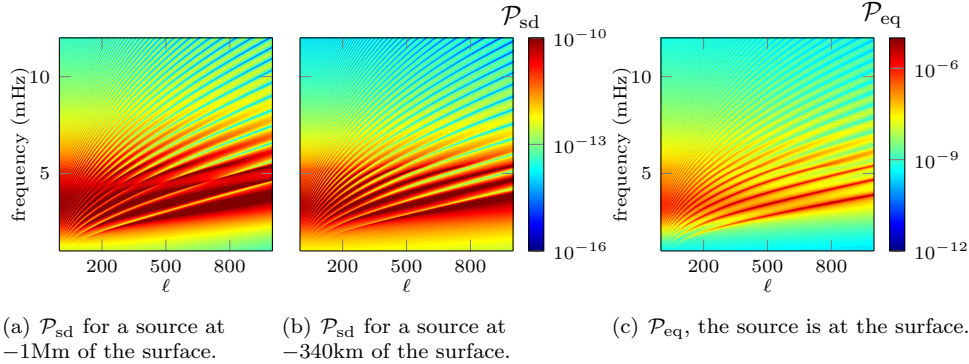 𝒫sd
𝒫eq
10
5
frequency (mHz)
200
500
800
ℓ
200
500
800
ℓ
10⁻¹⁰
10⁻¹³
10⁻¹⁶
10
5
frequency (mHz)
200
500
800
ℓ
10⁻⁶
10⁻⁹
10⁻¹²
(a) 𝒫sd for a source at
−1Mm of the surface.
(b) 𝒫sd for a source at
−340km of the surface.
(c) 𝒫eq, the source is at the surface.